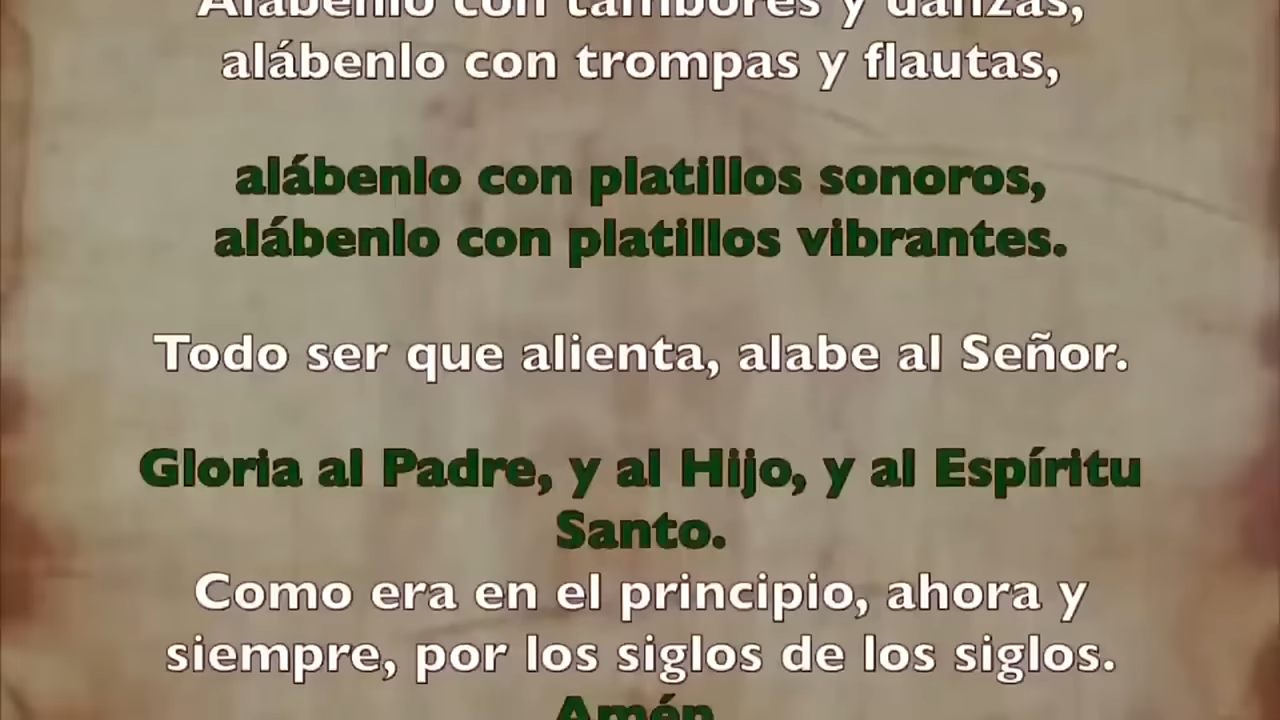 Alábenlo con tambores y danzas,
alábenlo con trompas y flautas,
alábenlo con platillos sonoros,
alábenlo con platillos vibrantes.
Todo ser que alienta, alabe al Señor.
Gloria al Padre, y al Hijo, y al Espíritu
Santo.
Como era en el principio, ahora y
siempre, por los siglos de los siglos.
Amén